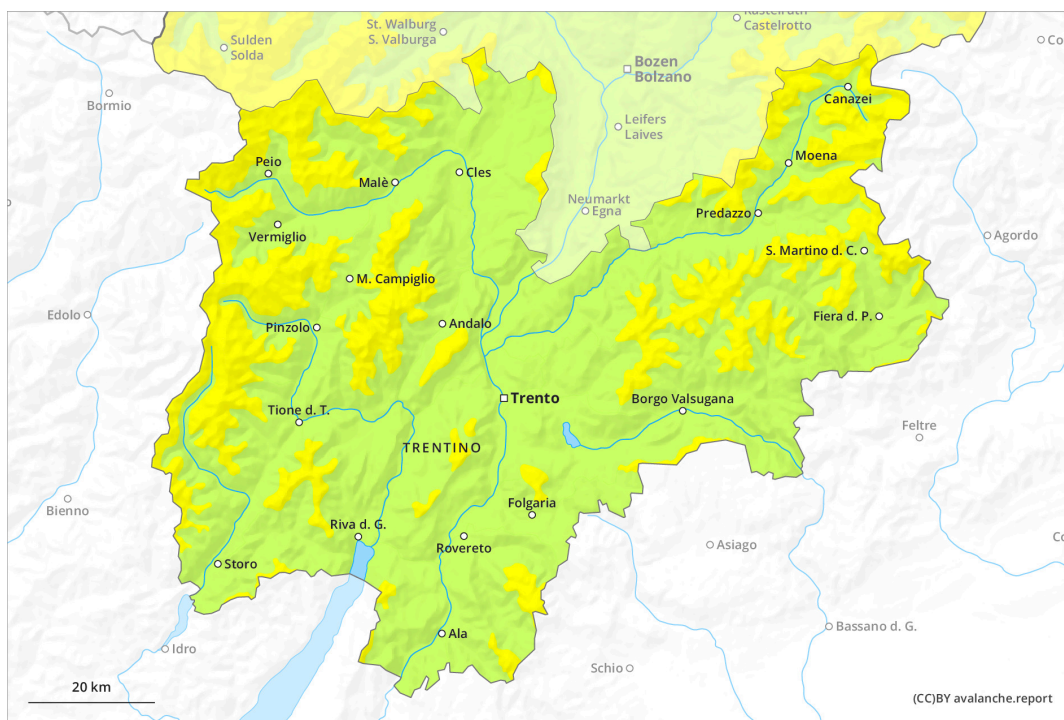 St. Walburg
S. Valburga
Kastelruth
Castelrotto
Sulden
Solda
Bozen
Bolzano
Co
Bormio
Canazei
Leifers
Laives
Moena
Peio
Malè
Cles
Neumarkt
Egna
Predazzo
Vermiglio
S. Martino d. C.
Agordo
M. Campiglio
Edolo
Pinzolo
Andalo
Fiera d. P.
Trento
Borgo Valsugana
Tione d. T.
Feltre
TRENTINO
Bienno
Folgaria
Riva d. G.
Rovereto
Asiago
Co
Storo
Ala
Bassano d. G.
Idro
Schio
20 km
(CC)BY avalanche.report